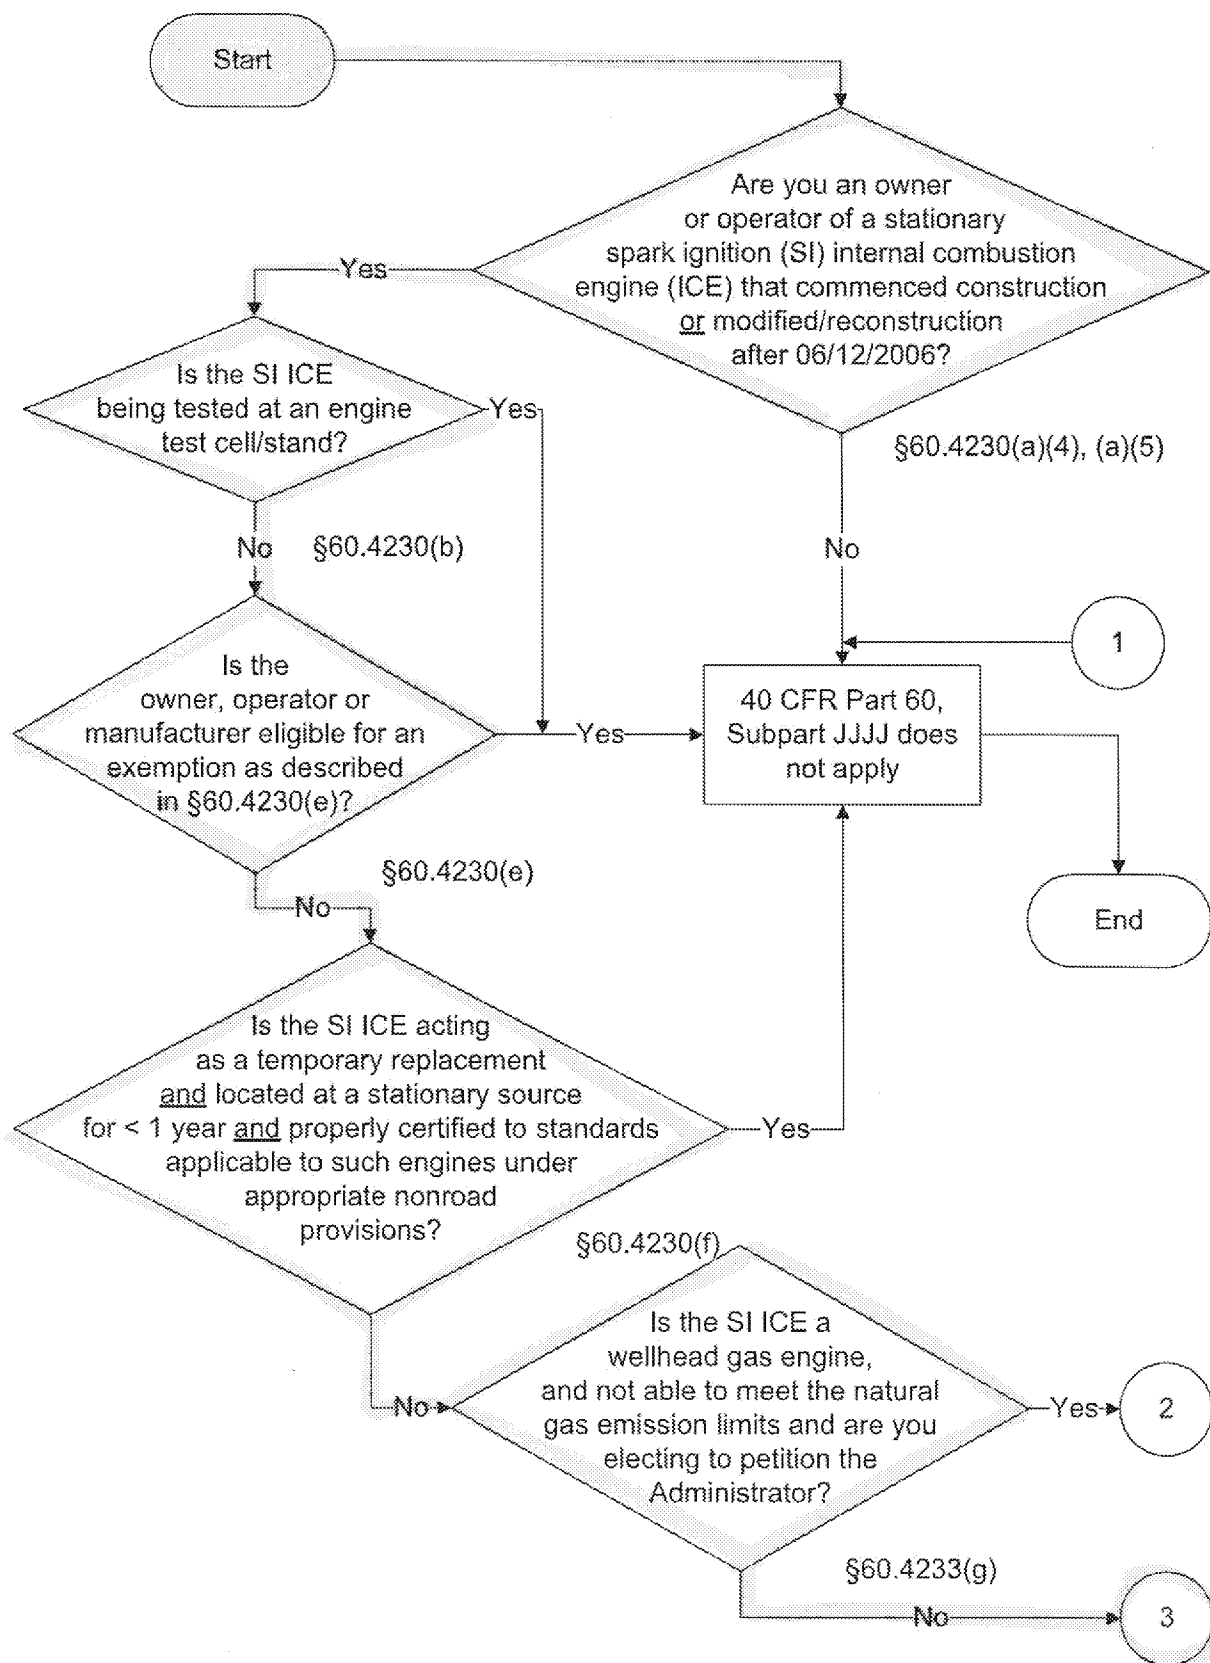 Start
Are you an owner
or operator of a stationary
spark ignition (SI) internal combustion
engine (ICE) that commenced construction
or modified/reconstruction
after 06/12/2006?
Yes
Is the SI ICE
being tested at an engine
test cell/stand?
Yes
§60.4230(a)(4), (a)(5)
No
§60.4230(b)
No
1
Is the
owner, operator or
manufacturer eligible for an
exemption as described
in §60.4230(e)?
Yes
40 CFR Part 60,
Subpart JJJJ does
not apply
§60.4230(e)
No
End
Is the SI ICE acting
as a temporary replacement
and located at a stationary source
for < 1 year and properly certified to standards
applicable to such engines under
appropriate nonroad
provisions?
Yes
§60.4230(f)
No
Is the SI ICE a
wellhead gas engine,
and not able to meet the natural
gas emission limits and are you
electing to petition the
Administrator?
Yes
2
§60.4233(g)
No
3